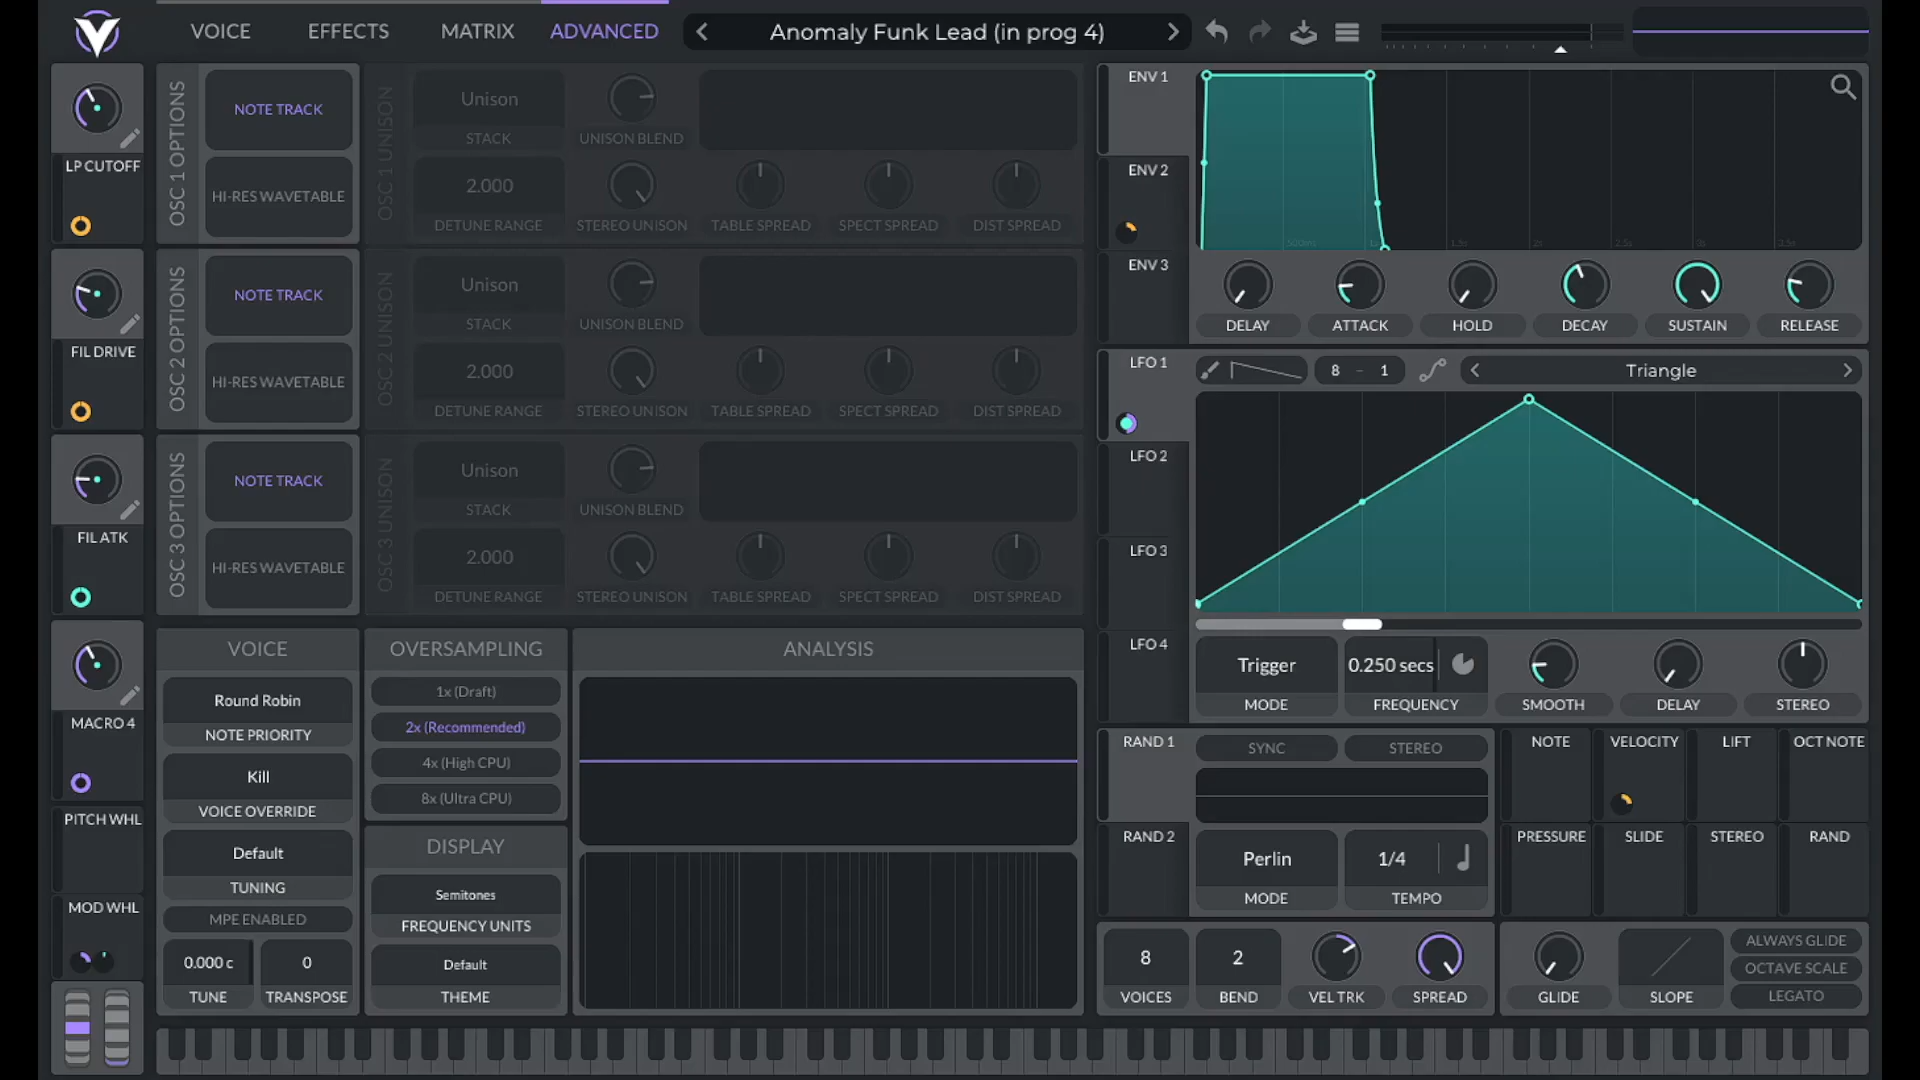 VOICE
EFFECTS
MATRIX
ADVANCED
Anomaly Funk Lead (in prog 4)
LP CUTOFF
FIL DRIVE
FIL ATK
MACRO 4
PITCH WHL
MOD WHL
OSC 1 OPTIONS
NOTE TRACK
HI-RES WAVETABLE
OSC 1 UNISON
Unison
STACK
UNISON BLEND
2.000
DETUNE RANGE
STEREO UNISON
TABLE SPREAD
SPECT SPREAD
DIST SPREAD
OSC 2 OPTIONS
NOTE TRACK
HI-RES WAVETABLE
OSC 2 UNISON
Unison
STACK
UNISON BLEND
2.000
DETUNE RANGE
STEREO UNISON
TABLE SPREAD
SPECT SPREAD
DIST SPREAD
OSC 3 OPTIONS
NOTE TRACK
HI-RES WAVETABLE
OSC 3 UNISON
Unison
STACK
UNISON BLEND
2.000
DETUNE RANGE
STEREO UNISON
TABLE SPREAD
SPECT SPREAD
DIST SPREAD
VOICE
Round Robin
NOTE PRIORITY
Kill
VOICE OVERRIDE
Default
TUNING
MPE ENABLED
0.000 c
TUNE
0
TRANSPOSE
OVERSAMPLING
1x (Draft)
2x (Recommended)
4x (High CPU)
8x (Ultra CPU)
DISPLAY
Semitones
FREQUENCY UNITS
Default
THEME
ANALYSIS
ENV 1
ENV 2
ENV 3
500ms
1s
1.5s
2s
2.5s
3s
3.5s
DELAY
ATTACK
HOLD
DECAY
SUSTAIN
RELEASE
LFO 1
LFO 2
LFO 3
LFO 4
8 - 1
Triangle
Trigger
MODE
0.250 secs
FREQUENCY
SMOOTH
DELAY
STEREO
RAND 1
RAND 2
SYNC
STEREO
Perlin
MODE
1/4
TEMPO
NOTE
VELOCITY
LIFT
OCT NOTE
PRESSURE
SLIDE
STEREO
RAND
8
VOICES
2
BEND
VEL TRK
SPREAD
GLIDE
SLOPE
ALWAYS GLIDE
OCTAVE SCALE
LEGATO